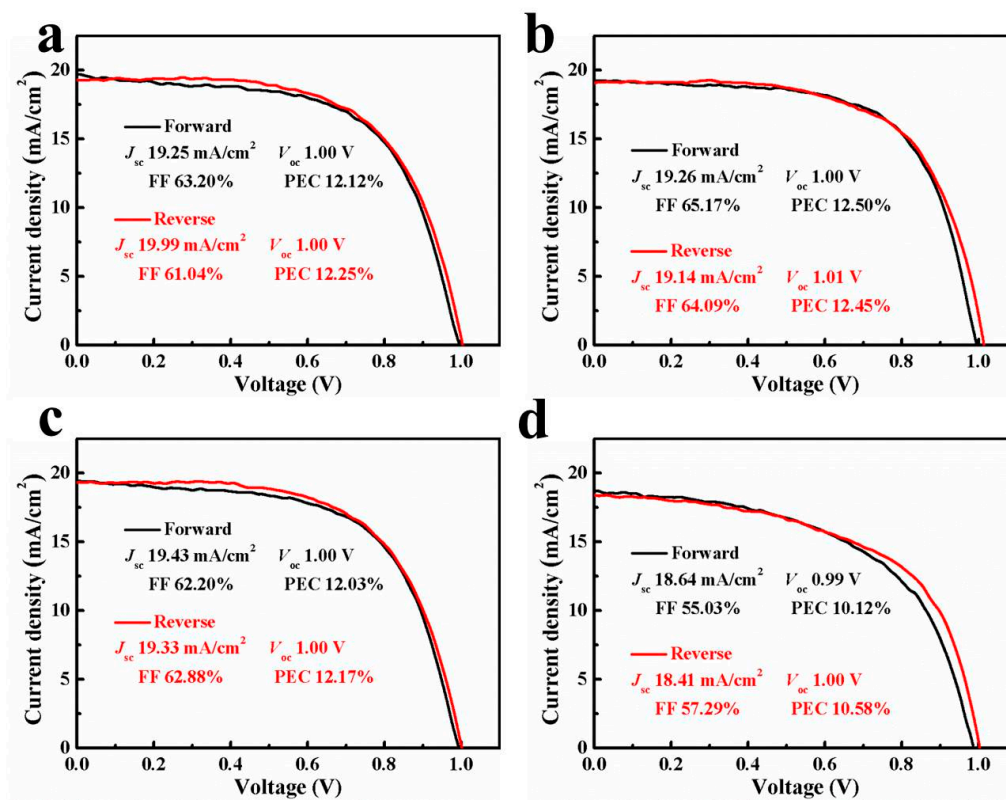 a
Current density (mA/cm²)
20
15
10
5
0
Forward
Jsc 19.25 mA/cm² Voc 1.00 V
FF 63.20% PEC 12.12%
Reverse
Jsc 19.99 mA/cm² Voc 1.00 V
FF 61.04% PEC 12.25%
0.0 0.2 0.4 0.6 0.8 1.0
Voltage (V)
b
Current density (mA/cm²)
20
15
10
5
0
Forward
Jsc 19.26 mA/cm² Voc 1.00 V
FF 65.17% PEC 12.50%
Reverse
Jsc 19.14 mA/cm² Voc 1.01 V
FF 64.09% PEC 12.45%
0.0 0.2 0.4 0.6 0.8 1.0
Voltage (V)
c
Current density (mA/cm²)
20
15
10
5
0
Forward
Jsc 19.43 mA/cm² Voc 1.00 V
FF 62.20% PEC 12.03%
Reverse
Jsc 19.33 mA/cm² Voc 1.00 V
FF 62.88% PEC 12.17%
0.0 0.2 0.4 0.6 0.8 1.0
Voltage (V)
d
Current density (mA/cm²)
20
15
10
5
0
Forward
Jsc 18.64 mA/cm² Voc 0.99 V
FF 55.03% PEC 10.12%
Reverse
Jsc 18.41 mA/cm² Voc 1.00 V
FF 57.29% PEC 10.58%
0.0 0.2 0.4 0.6 0.8 1.0
Voltage (V)